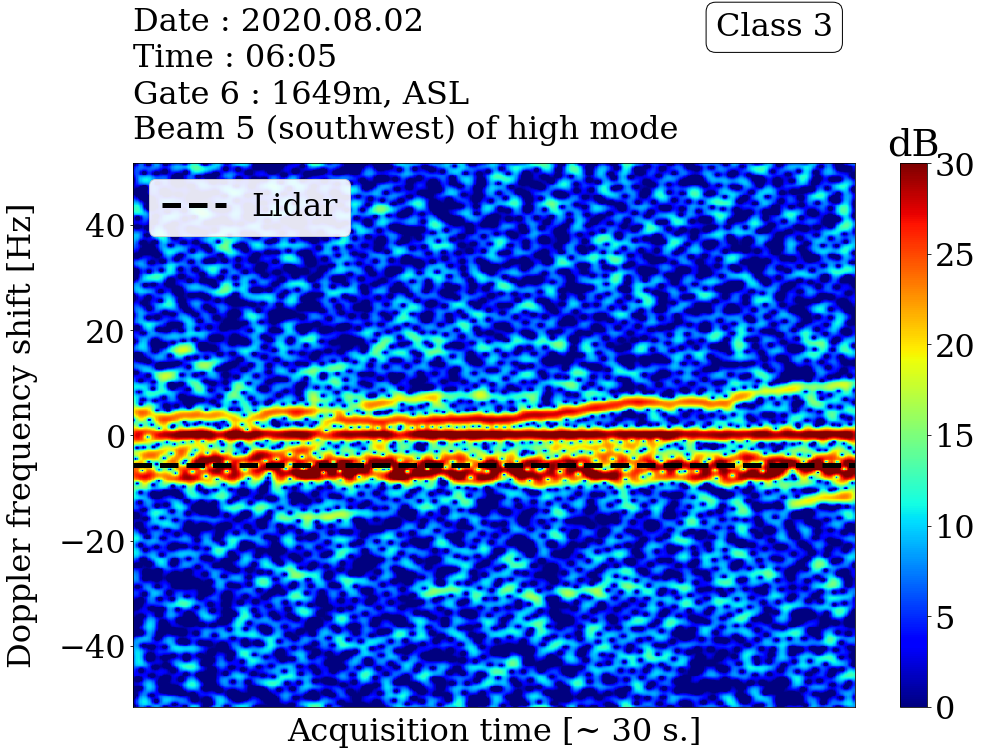 Date : 2020.08.02
Time : 06:05
Gate 6 : 1649m, ASL
Beam 5 (southwest) of high mode
Class 3
dB
Lidar
Doppler frequency shift [Hz]
40
20
0
−20
−40
Acquisition time [~ 30 s.]
30
25
20
15
10
5
0